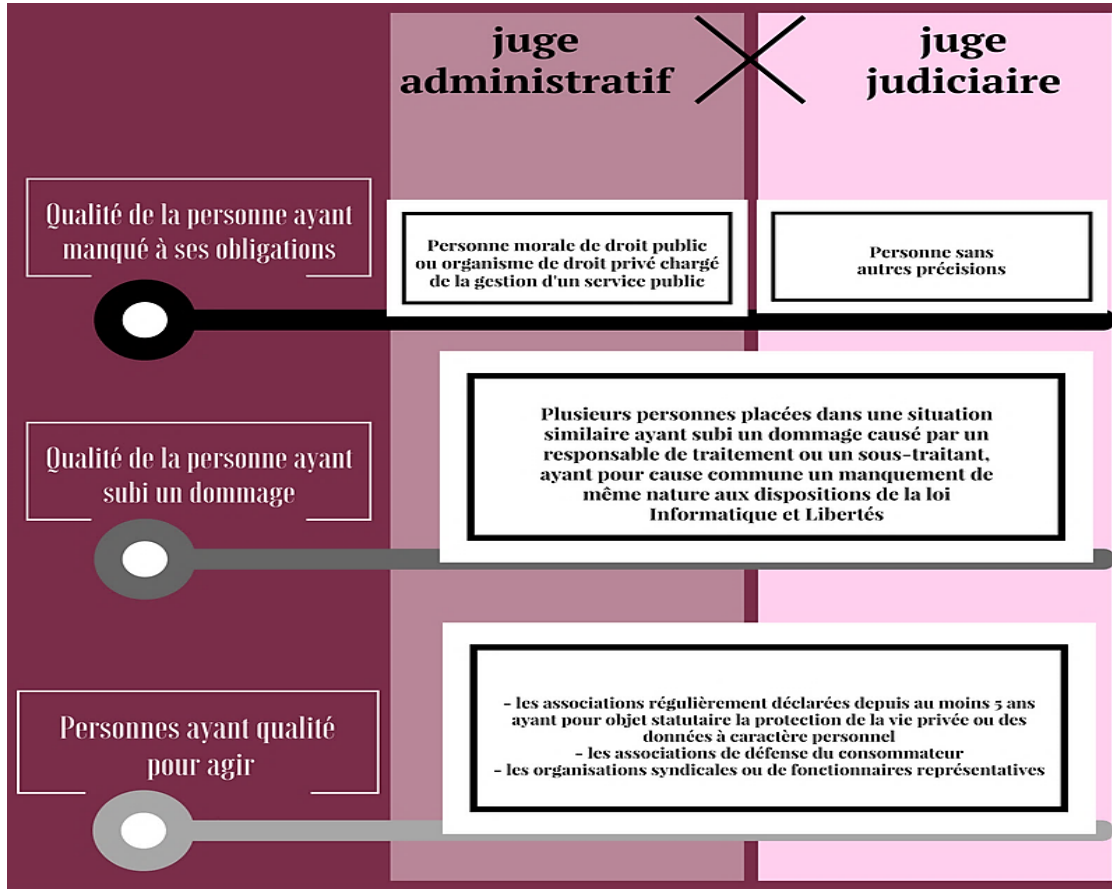 juge
administratif
juge
judiciaire
Qualité de la personne ayant
manqué à ses obligations
Personne morale de droit public
ou organisme de droit privé chargé
de la gestion d'un service public
Personne sans
autres précisions
Qualité de la personne ayant
subi un dommage
Plusieurs personnes placées dans une situation
similaire ayant subi un dommage causé par un
responsable de traitement ou un sous-traitant,
ayant pour cause commune un manquement de
même nature aux dispositions de la loi
Informatique et Libertés
Personnes ayant qualité
pour agir
- les associations régulièrement déclarées depuis au moins 5 ans
ayant pour objet statutaire la protection de la vie privée ou des
données à caractère personnel
- les associations de défense du consommateur
- les organisations syndicales ou de fonctionnaires représentatives